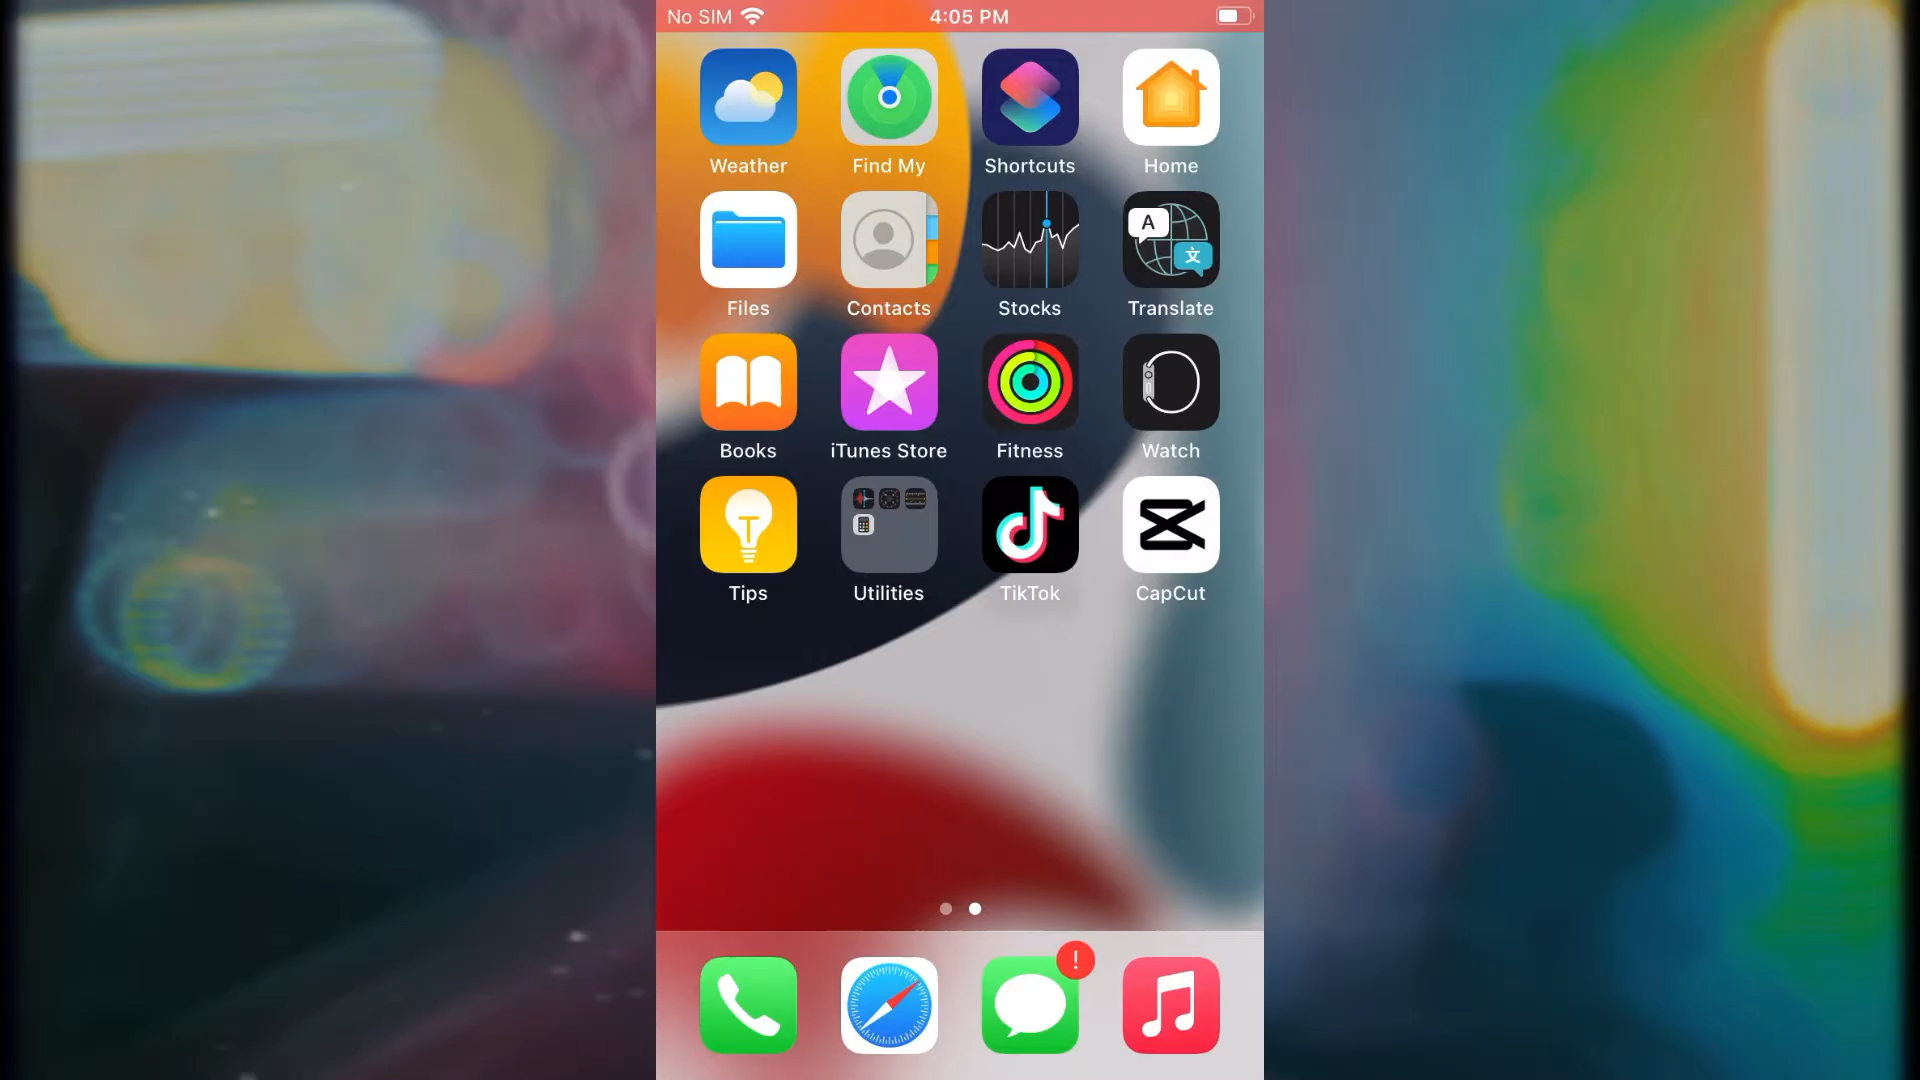 No SIM 4:05 PM
Weather Find My Shortcuts Home
A 文
Files Contacts Stocks Translate
Books iTunes Store Fitness Watch
Tips Utilities TikTok CapCut
!